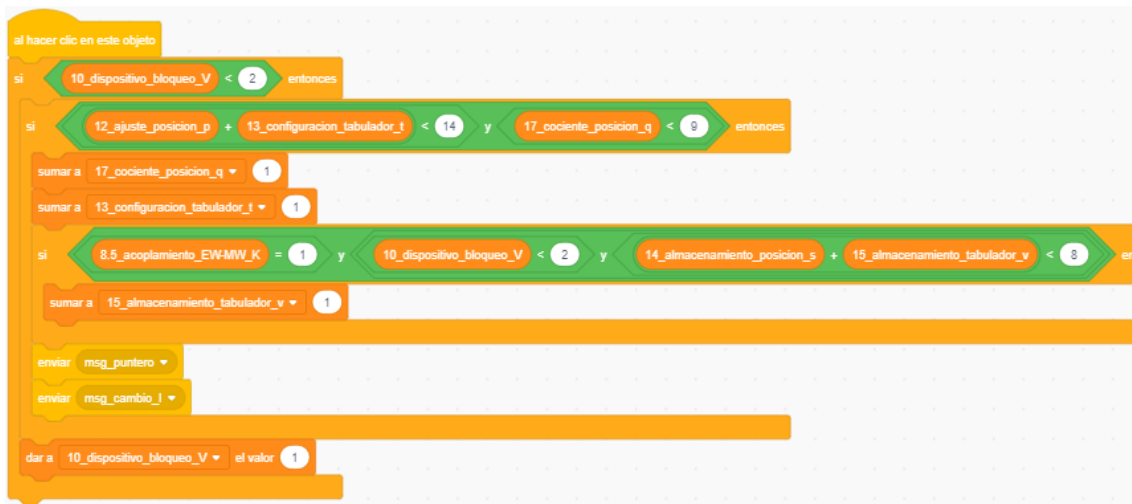 al hacer clic en este objeto
si 10_dispositivo_bloqueo_V < 2 entonces
si 12_ajuste_posicion_p + 13_configuracion_tabulador_t < 14 y 17_cociente_posicion_q < 9 entonces
sumar a 17_cociente_posicion_q 1
sumar a 13_configuracion_tabulador_t 1
si 8.5_acoplamiento_EW-MW_K = 1 y 10_dispositivo_bloqueo_V < 2 y 14_almacenamiento_posicion_s + 15_almacenamiento_tabulador_v < 8 en
sumar a 15_almacenamiento_tabulador_v 1
enviar msg_puntero
enviar msg_cambio_l
dar a 10_dispositivo_bloqueo_V el valor 1